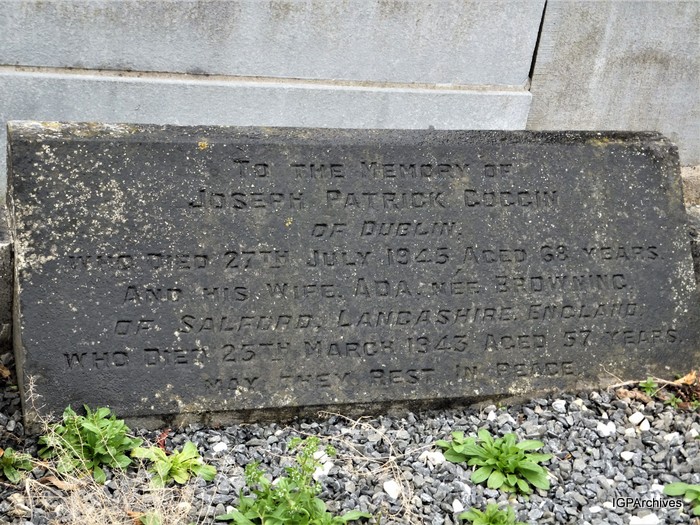 To the Memory of
Joseph Patrick Goggin
of Dublin,
who Died 27th July 1945 Aged 68 years.
And his wife, Ada, née Browning,
of Salford, Lancashire, England;
who Died 25th March 1943 Aged 57 years
May they Rest in Peace.
IGPArchives